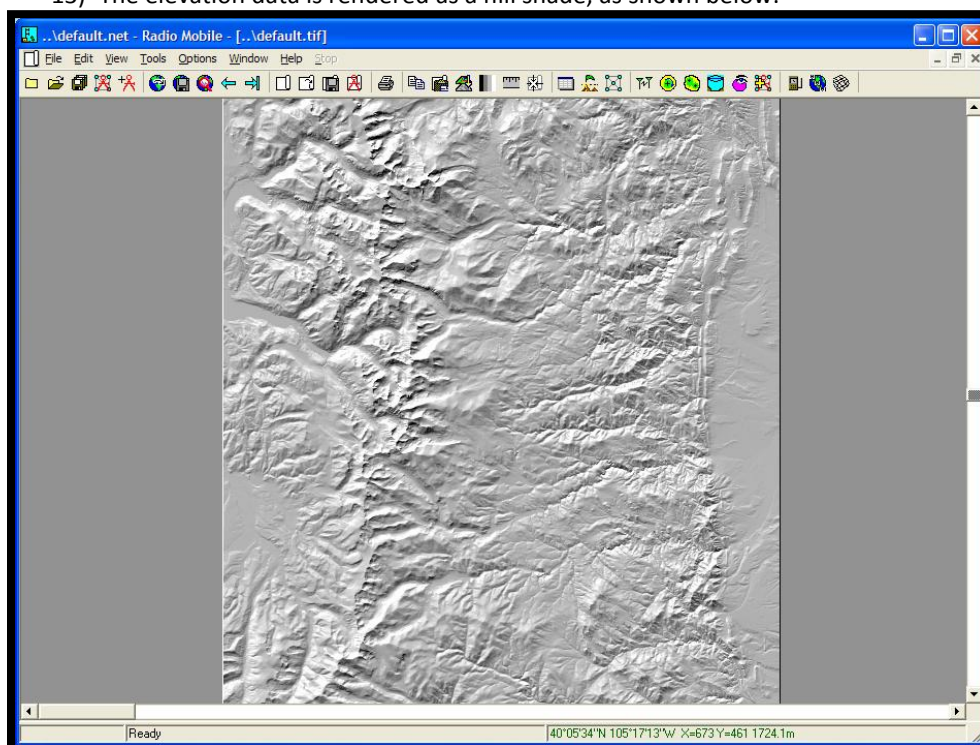 13) The elevation data is rendered as a hill shade, as shown below.
..\default.net - Radio Mobile - [..\default.tif]
File Edit View Tools Options Window Help Stop
Ready
40°05'34"N 105°17'13"W X=673 Y=461 1724.1m